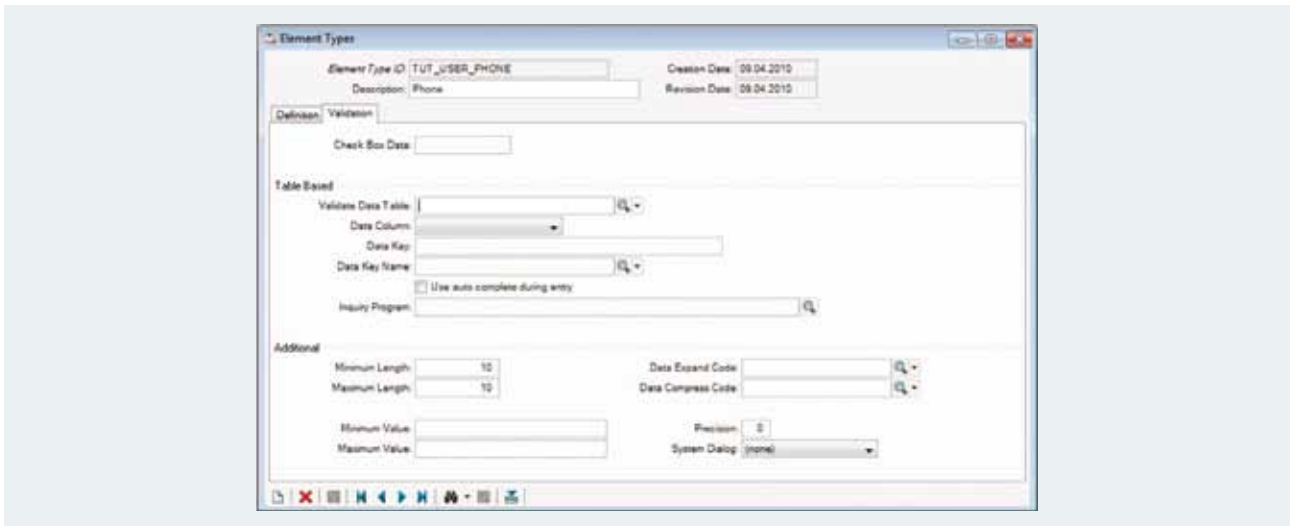 Element Types
Element Type ID: TUT_USER_PHONE
Creation Date: 09.04.2010
Description: Phone
Revision Date: 09.04.2010
Definition Validation
Check Box Data:
Table Based
Validate Data Table:
Data Column:
Data Key:
Data Key Name:
Use auto complete during entry
Inquiry Program:
Additional
Minimum Length: 10
Data Expand Code:
Maximum Length: 10
Data Compress Code:
Minimum Value:
Precision: 0
Maximum Value:
System Dialog: (none)